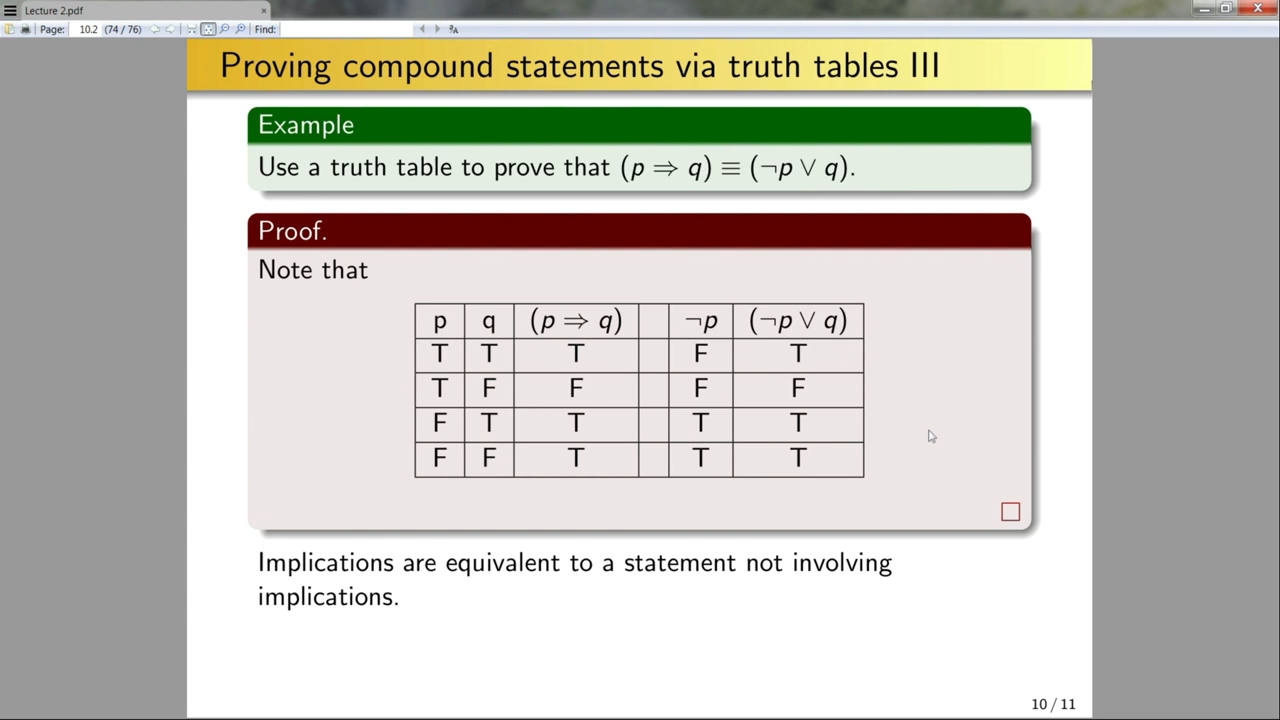 Lecture 2.pdf
Page: 10.2 (74 / 76) Find:
Proving compound statements via truth tables III
Example
Use a truth table to prove that (p ⇒ q) ≡ (¬p ∨ q).
Proof.
Note that
p q (p ⇒ q) ¬p (¬p ∨ q)
T T T F T
T F F F F
F T T T T
F F T T T
Implications are equivalent to a statement not involving
implications.
10 / 11